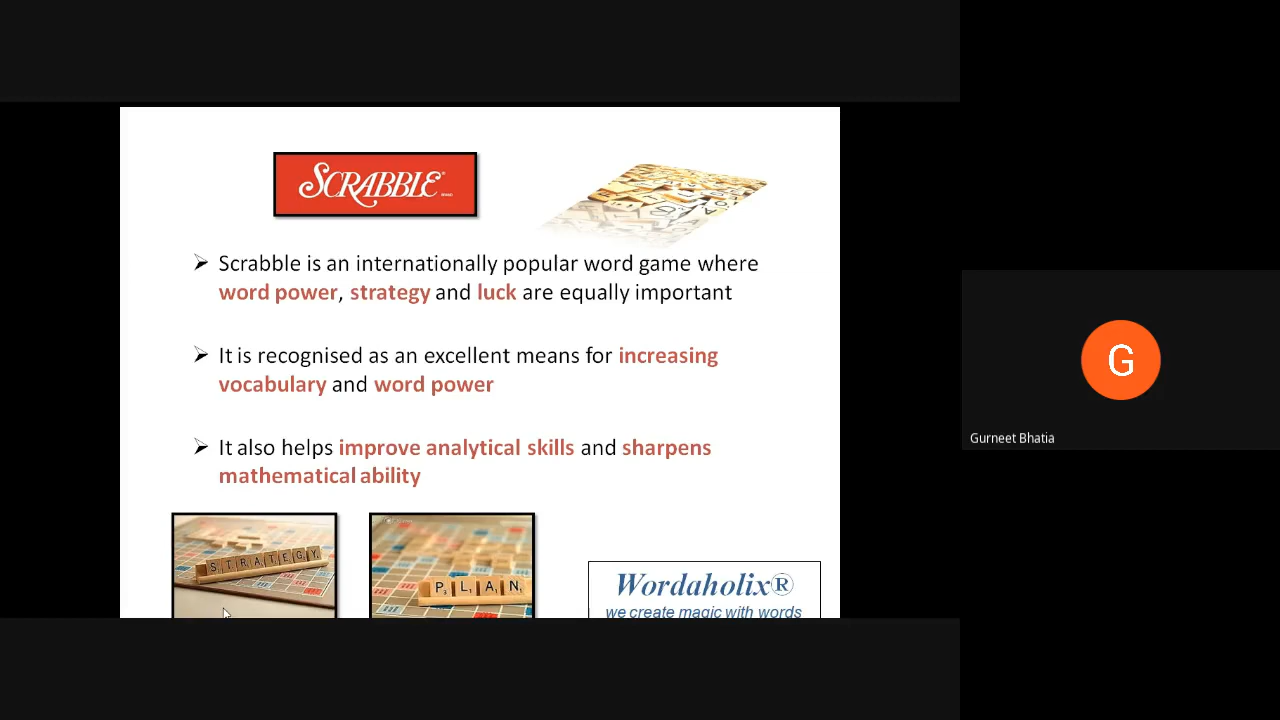 SCRABBLE
Scrabble is an internationally popular word game where
word power, strategy and luck are equally important
It is recognised as an excellent means for increasing
vocabulary and word power
It also helps improve analytical skills and sharpens
mathematical ability
STRATEGY
PLAN
Wordaholix®
we create magic with words
G
Gurneet Bhatia